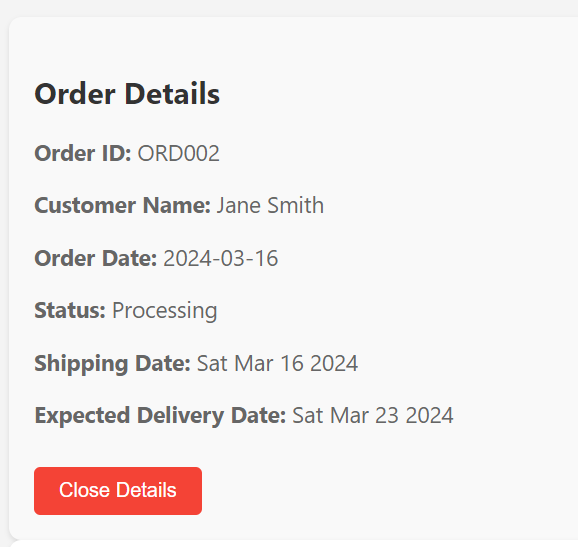 Order Details
Order ID: ORD002
Customer Name: Jane Smith
Order Date: 2024-03-16
Status: Processing
Shipping Date: Sat Mar 16 2024
Expected Delivery Date: Sat Mar 23 2024
Close Details